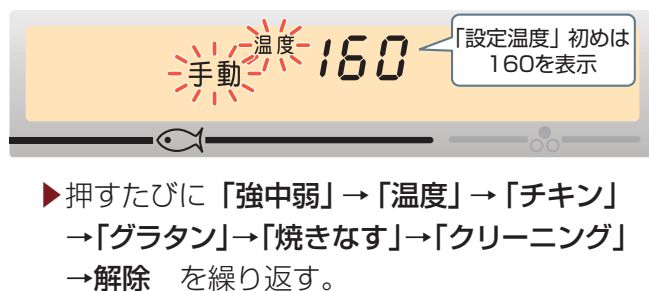 手動 温度 160
「設定温度」初めは
160を表示
▶押すたびに「強中弱」→「温度」→「チキン」
→「グラタン」→「焼きなす」→「クリーニング」
→解除　を繰り返す。